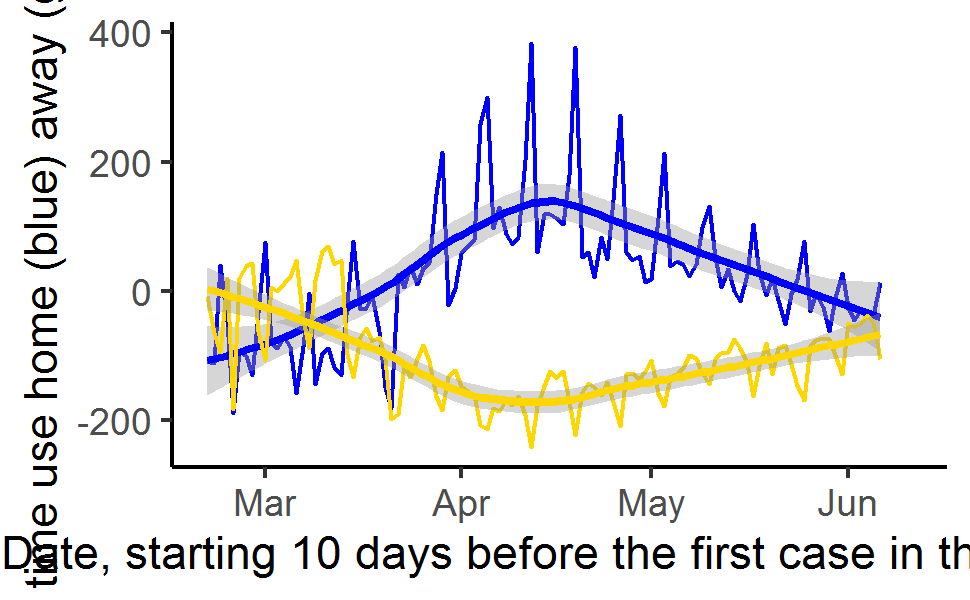 time use home (blue) away (
400
200
0
-200
Mar Apr May Jun
Date, starting 10 days before the first case in th